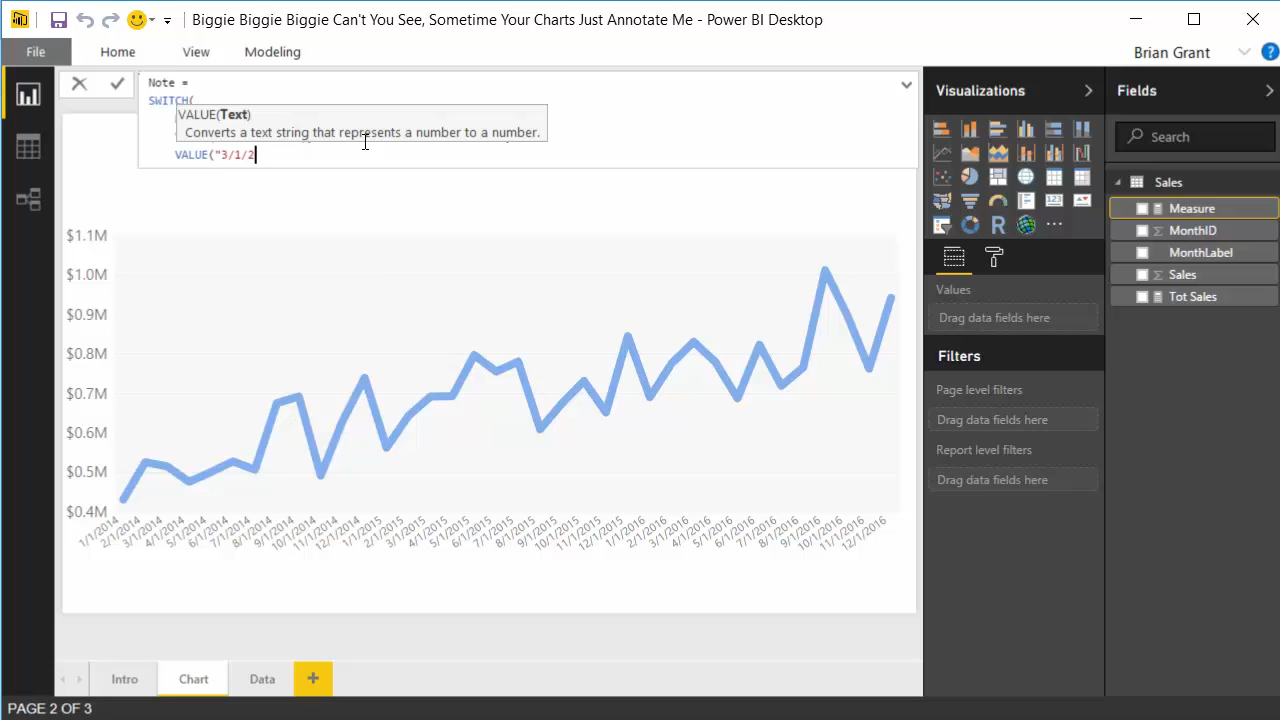 Biggie Biggie Biggie Can't You See, Sometims Your Charts Just Annotate Me - Power BI Desktop
File Home View Modeling Brian Grant
Note =
SWITCH(
VALUE(Text)
Converts a text string that represents a number to a number.
VALUE("3/1/2
$1.1M
$1.0M
$0.9M
$0.8M
$0.7M
$0.6M
$0.5M
$0.4M
1/1/2014
2/1/2014
3/1/2014
4/1/2014
5/1/2014
6/1/2014
7/1/2014
8/1/2014
9/1/2014
10/1/2014
11/1/2014
12/1/2014
1/1/2015
2/1/2015
3/1/2015
4/1/2015
5/1/2015
6/1/2015
7/1/2015
8/1/2015
9/1/2015
10/1/2015
11/1/2015
12/1/2015
1/1/2016
2/1/2016
3/1/2016
4/1/2016
5/1/2016
6/1/2016
7/1/2016
8/1/2016
9/1/2016
10/1/2016
11/1/2016
12/1/2016
Visualizations
R
123
Values
Drag data fields here
Filters
Page level filters
Drag data fields here
Report level filters
Drag data fields here
Fields
Search
Sales
Measure
MonthID
MonthLabel
Sales
Tot Sales
Intro Chart Data +
PAGE 2 OF 3